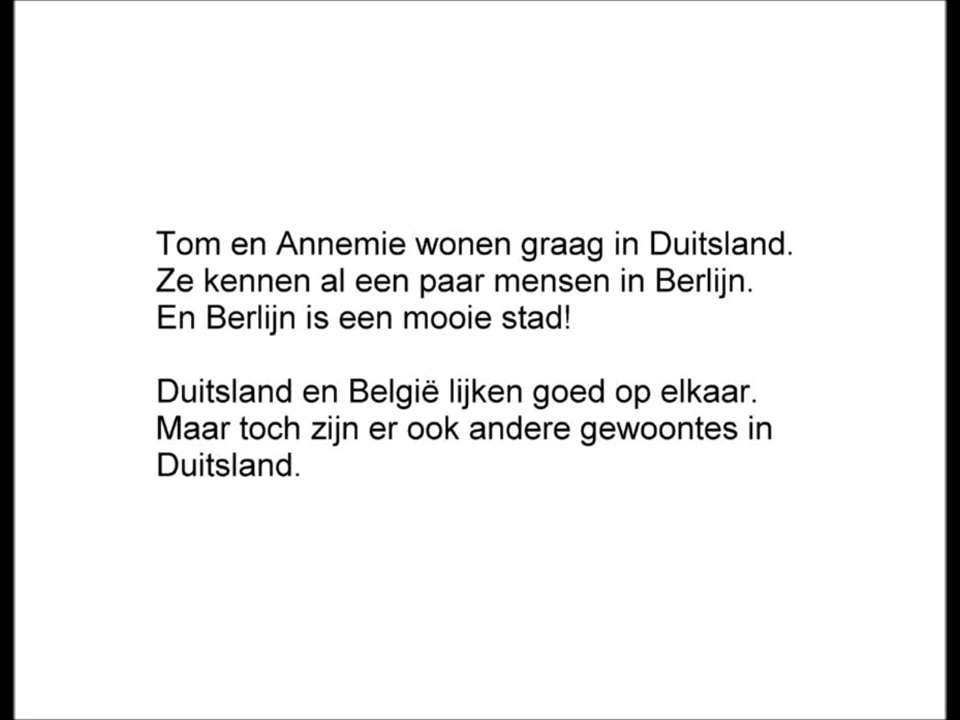 Tom en Annemie wonen graag in Duitsland.
Ze kennen al een paar mensen in Berlijn.
En Berlijn is een mooie stad!
Duitsland en België lijken goed op elkaar.
Maar toch zijn er ook andere gewoontes in
Duitsland.